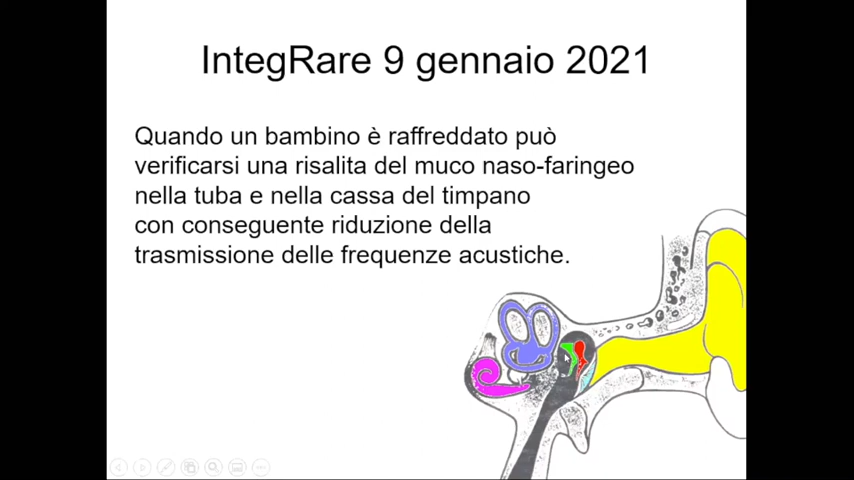 IntegRare 9 gennaio 2021
Quando un bambino è raffreddato può
verificarsi una risalita del muco naso-faringeo
nella tuba e nella cassa del timpano
con conseguente riduzione della
trasmissione delle frequenze acustiche.